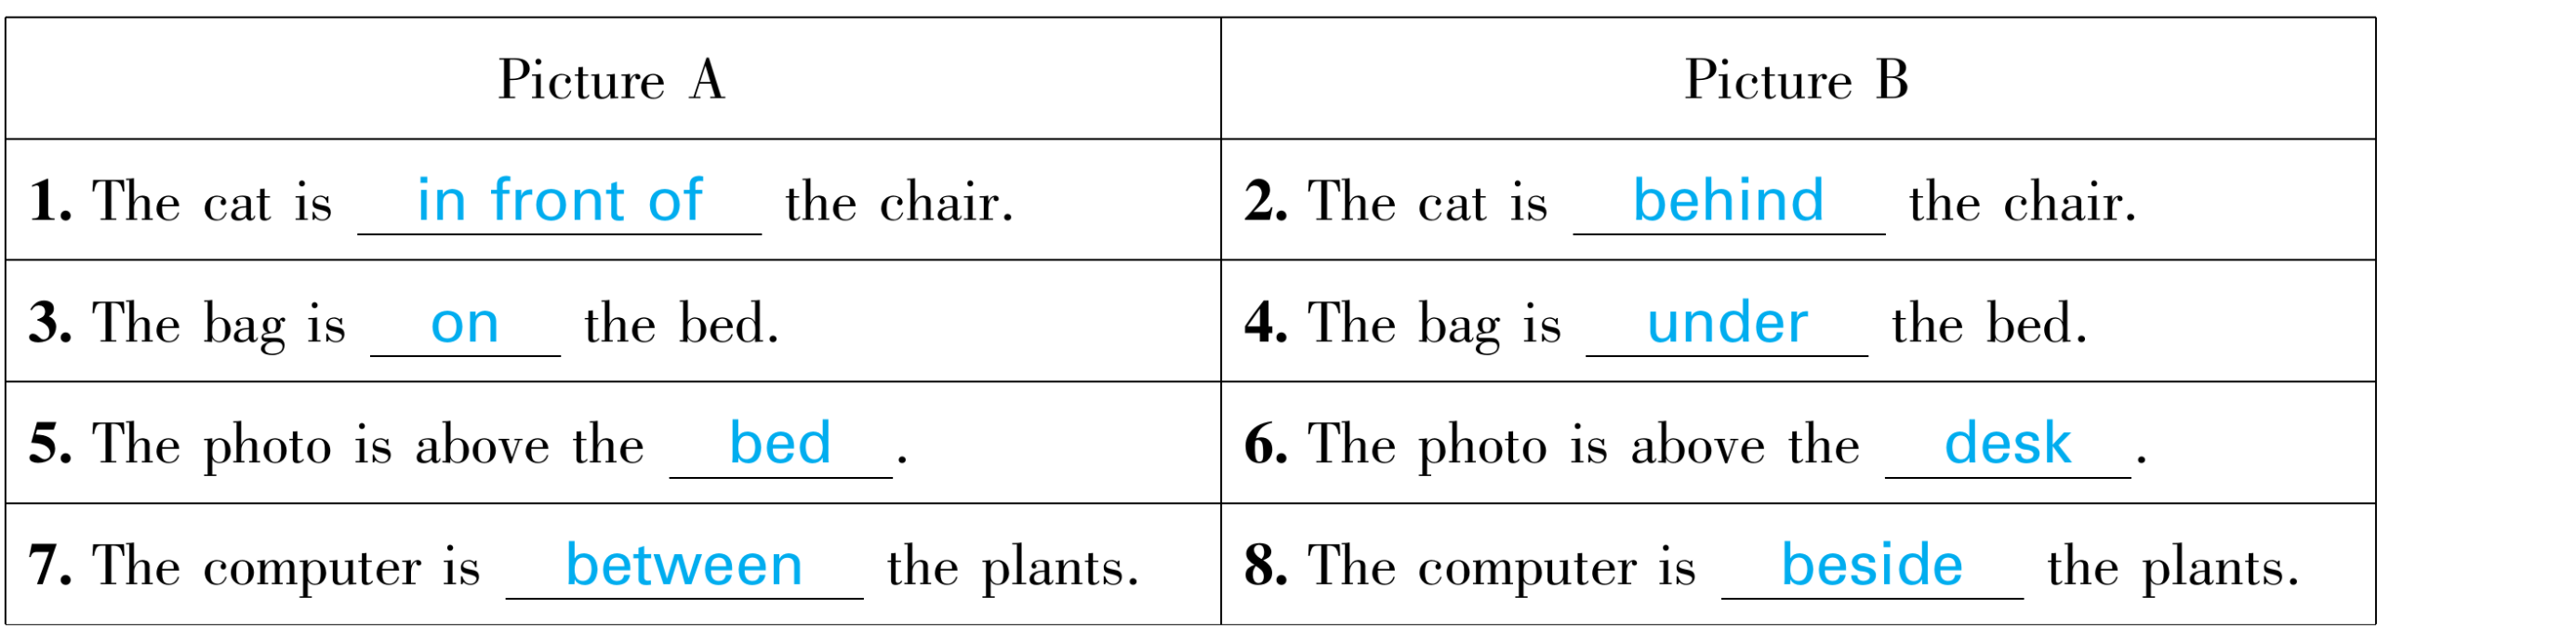 Picture A
Picture B
1. The cat is in front of the chair.
2. The cat is behind the chair.
3. The bag is on the bed.
4. The bag is under the bed.
5. The photo is above the bed.
6. The photo is above the desk.
7. The computer is between the plants.
8. The computer is beside the plants.